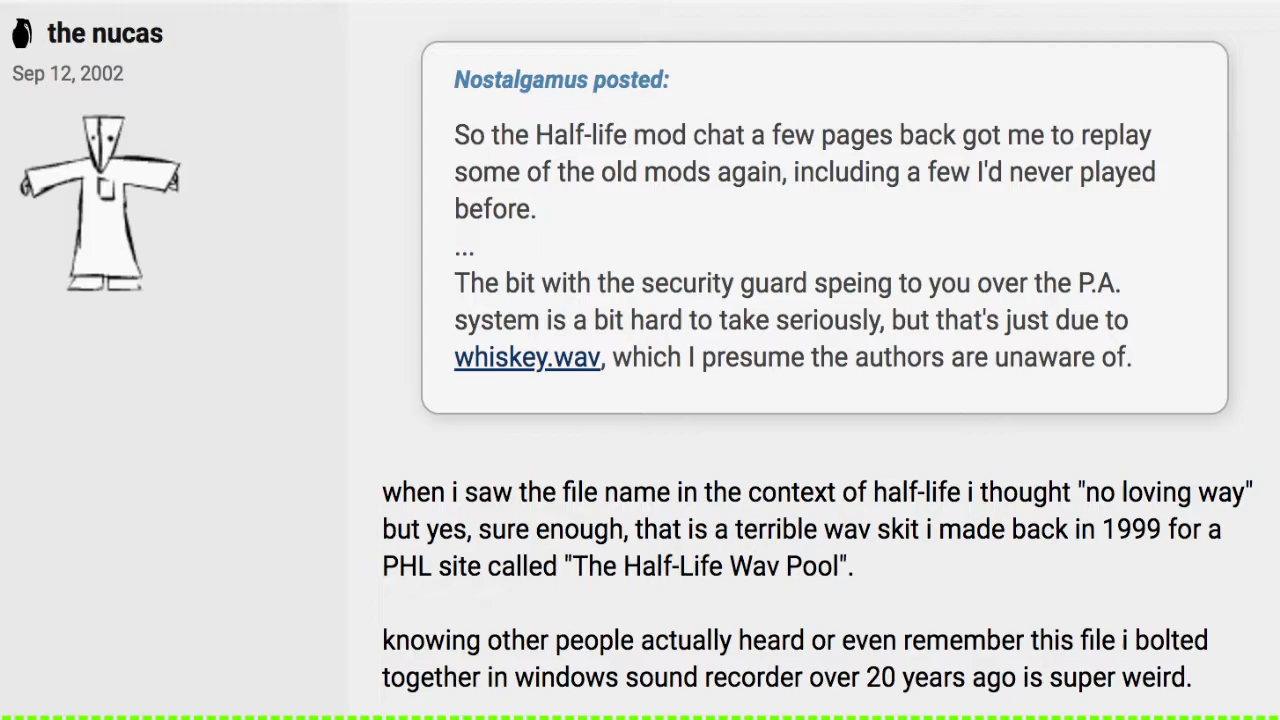 the nucas
Sep 12, 2002
Nostalgamus posted:
So the Half-life mod chat a few pages back got me to replay
some of the old mods again, including a few I'd never played
before.
...
The bit with the security guard speing to you over the P.A.
system is a bit hard to take seriously, but that's just due to
whiskey.wav, which I presume the authors are unaware of.
when i saw the file name in the context of half-life i thought "no loving way"
but yes, sure enough, that is a terrible wav skit i made back in 1999 for a
PHL site called "The Half-Life Wav Pool".
knowing other people actually heard or even remember this file i bolted
together in windows sound recorder over 20 years ago is super weird.